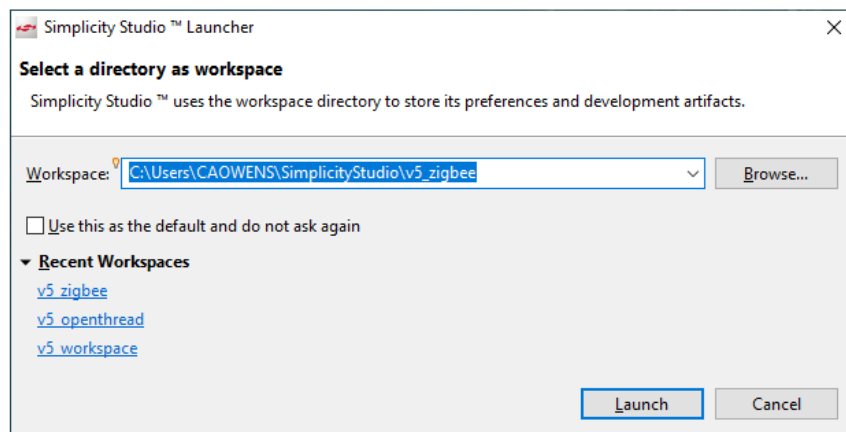 Simplicity Studio ™ Launcher
Select a directory as workspace
Simplicity Studio ™ uses the workspace directory to store its preferences and development artifacts.
Workspace: C:\Users\CAOWENS\SimplicityStudio\v5_zigbee Browse...
Use this as the default and do not ask again
Recent Workspaces
v5_zigbee
v5_openthread
v5_workspace
Launch Cancel